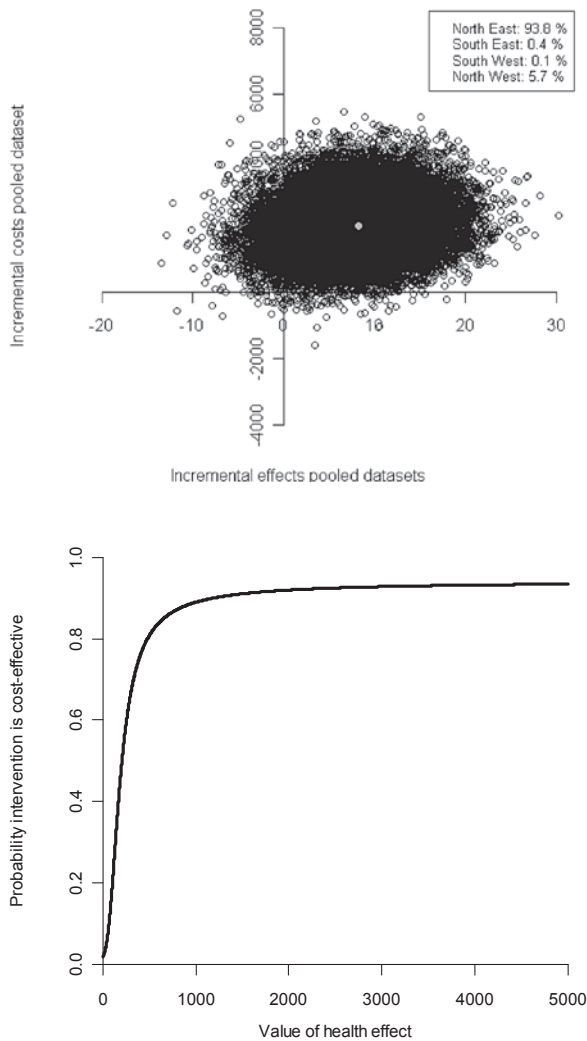 8000
North East: 93.8 %
South East: 0.4 %
South West: 0.1 %
North West: 5.7 %
6000
Incremental costs pooled dataset
-20
-10
0
10
20
30
-2000
-4000
Incremental effects pooled datasets
1.0
0.8
0.6
0.4
0.2
0.0
Probability intervention is cost-effective
0
1000
2000
3000
4000
5000
Value of health effect